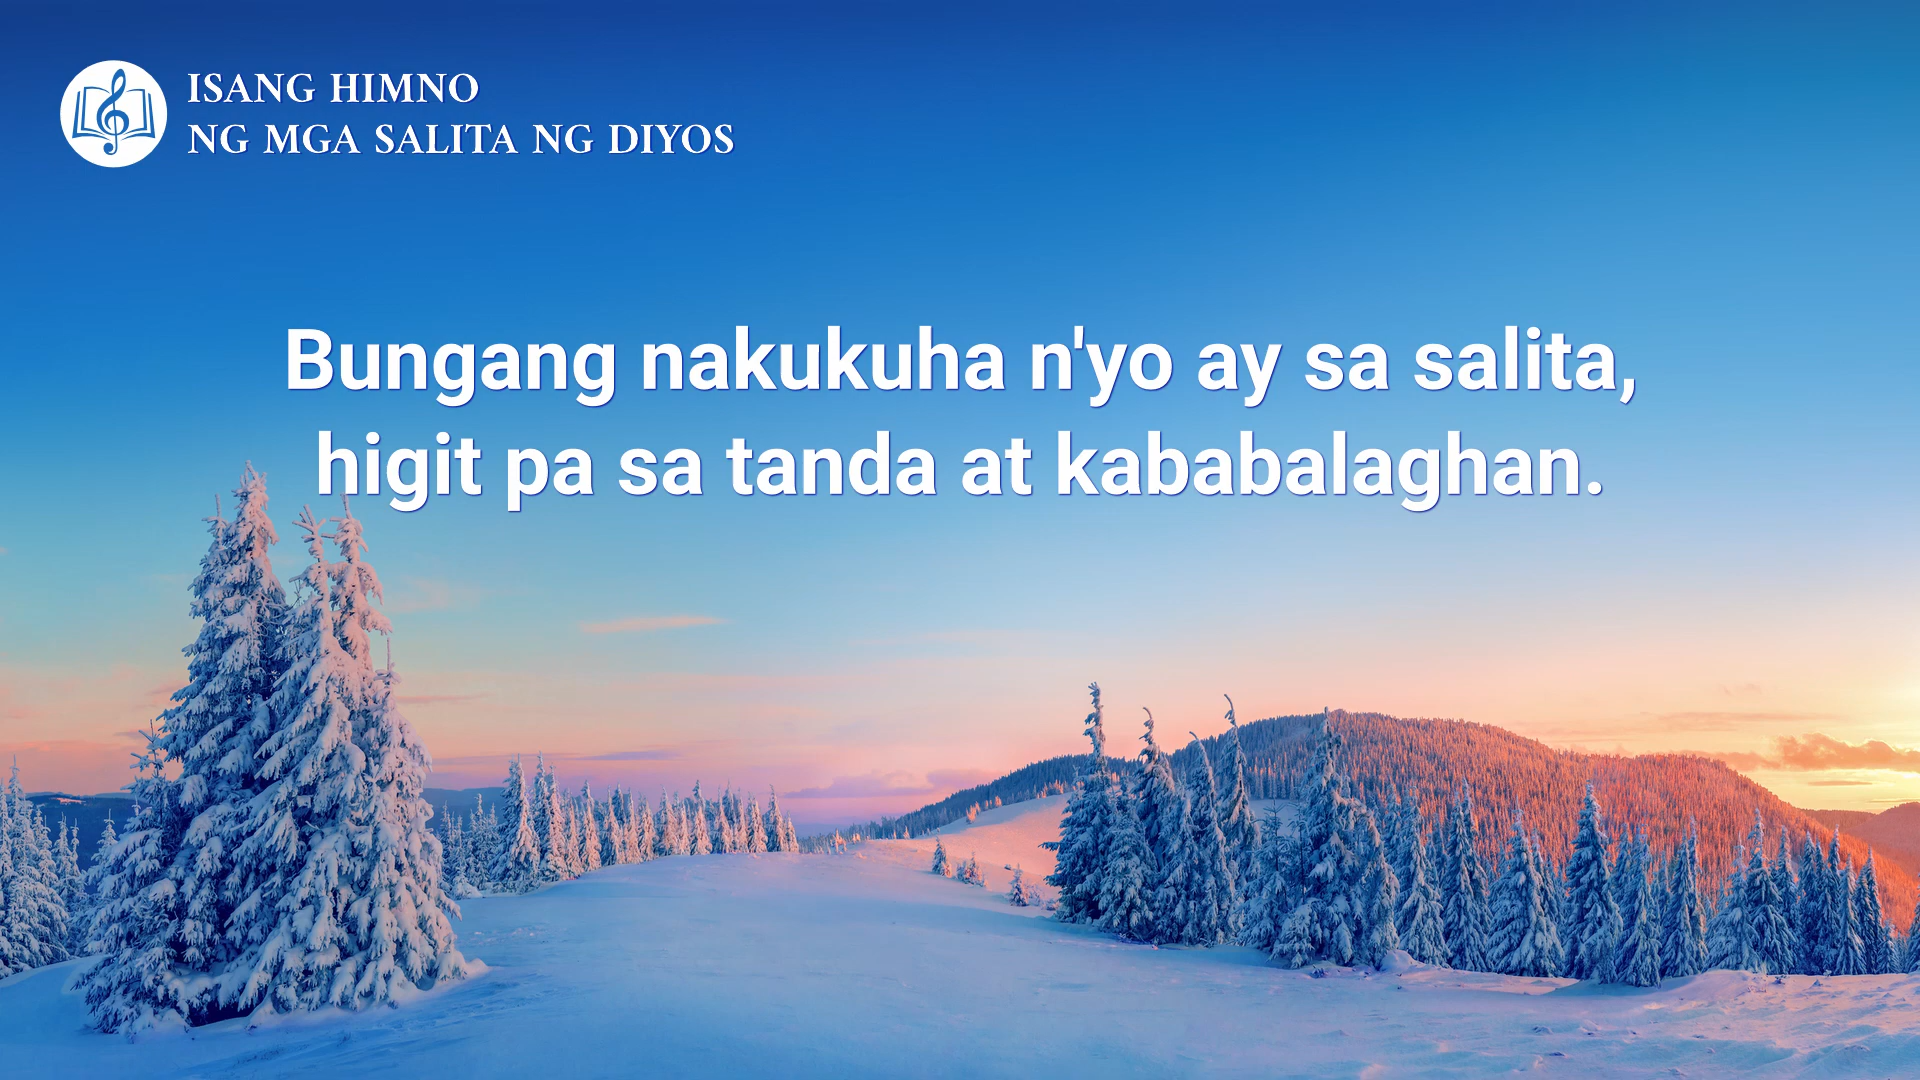 ISANG HIMNO
NG MGA SALITA NG DIYOS
Bungang nakukuha n'yo ay sa salita,
higit pa sa tanda at kababalaghan.